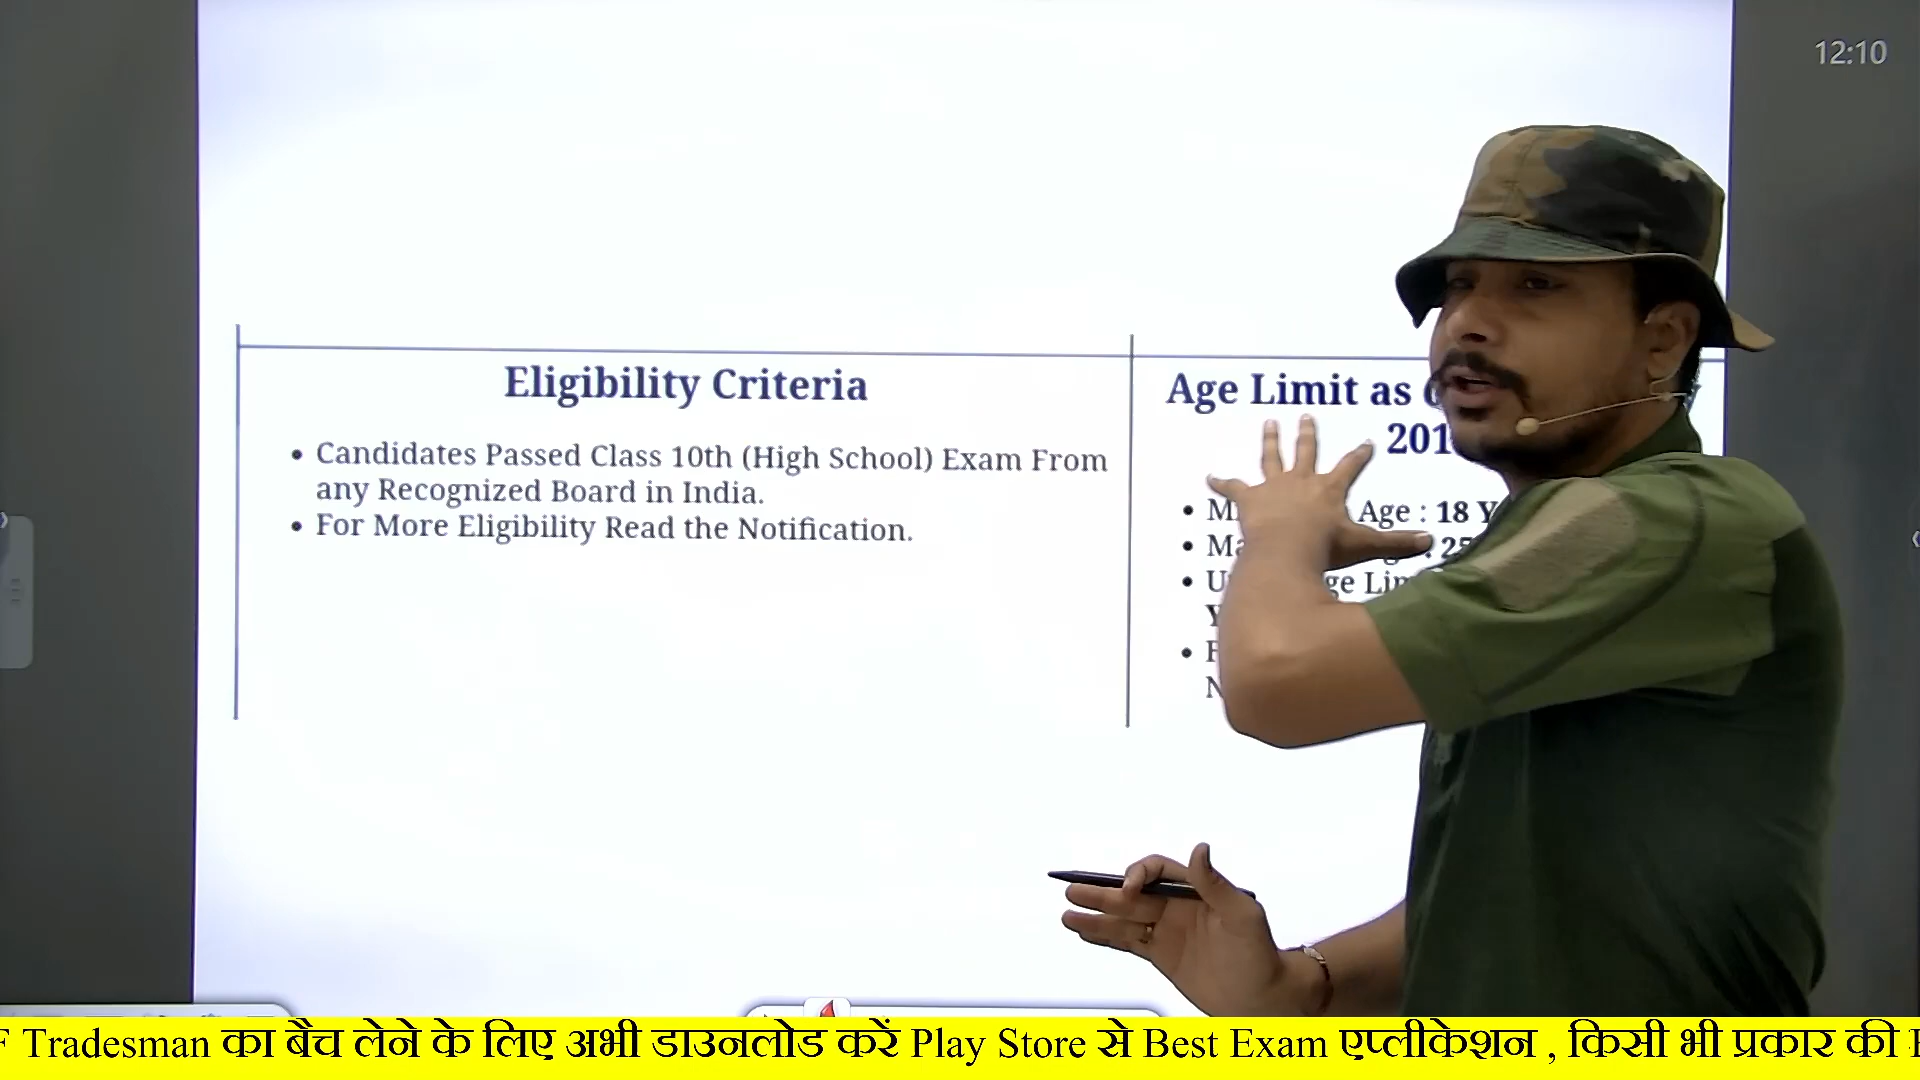 12:10
Eligibility Criteria
• Candidates Passed Class 10th (High School) Exam From
any Recognized Board in India.
• For More Eligibility Read the Notification.
Age Limit as
201
• Age : 18
• : 25
•
•
Tradesman का बैच लेने के लिए अभी डाउनलोड करें Play Store से Best Exam एप्लीकेशन , किसी भी प्रकार की